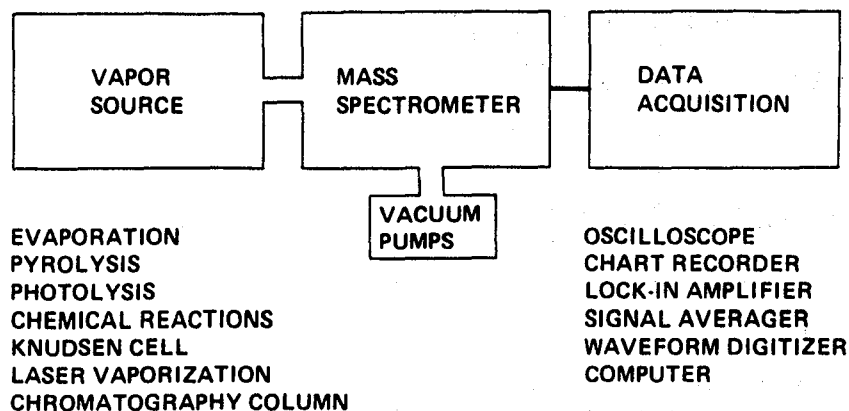 VAPOR
SOURCE
MASS
SPECTROMETER
DATA
ACQUISITION
VACUUM
PUMPS
EVAPORATION
PYROLYSIS
PHOTOLYSIS
CHEMICAL REACTIONS
KNUDSEN CELL
LASER VAPORIZATION
CHROMATOGRAPHY COLUMN
OSCILLOSCOPE
CHART RECORDER
LOCK-IN AMPLIFIER
SIGNAL AVERAGER
WAVEFORM DIGITIZER
COMPUTER